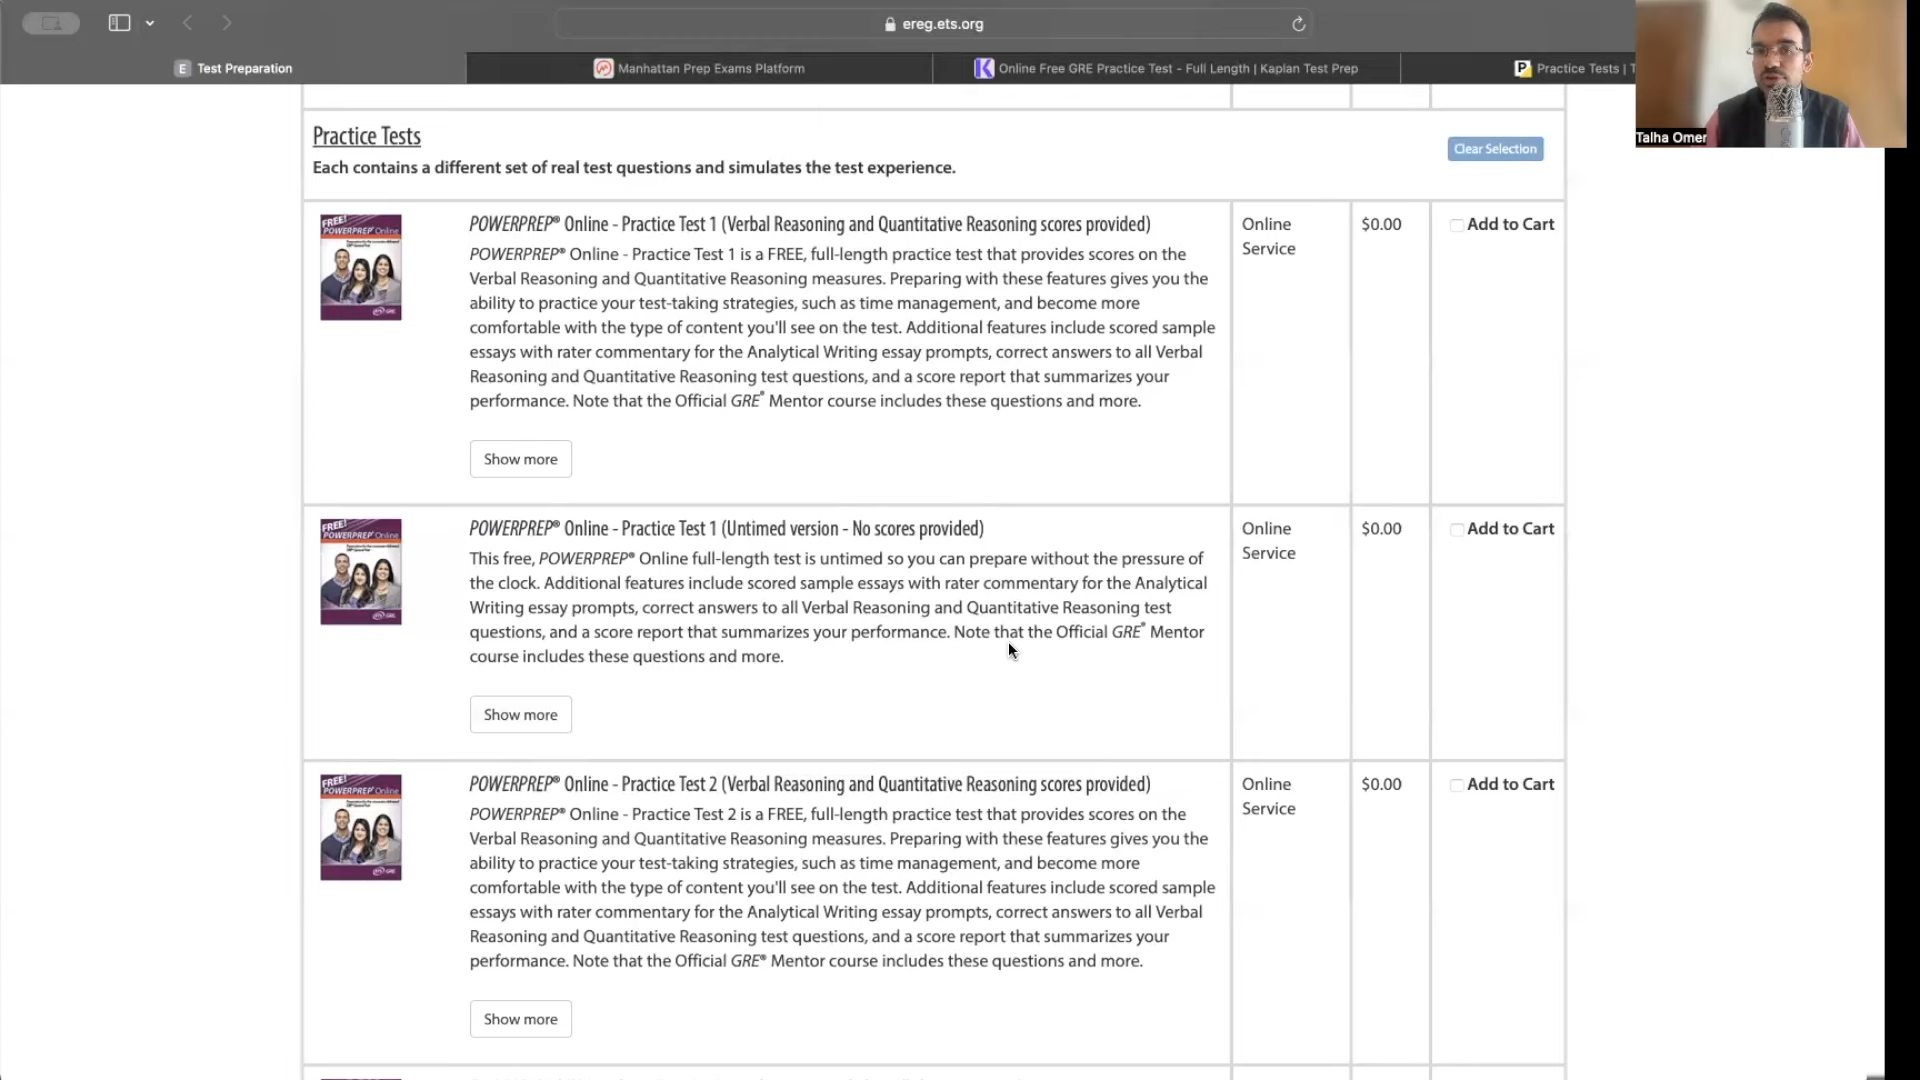 ereg.ets.org
E Test Preparation
Manhattan Prep Exams Platform
Online Free GRE Practice Test - Full Length | Kaplan Test Prep
Practice Tests | T
Talha Omer
Practice Tests
Clear Selection
Each contains a different set of real test questions and simulates the test experience.
FREE!
POWERPREP Online
POWERPREP® Online - Practice Test 1 (Verbal Reasoning and Quantitative Reasoning scores provided)
POWERPREP® Online - Practice Test 1 is a FREE, full-length practice test that provides scores on the
Verbal Reasoning and Quantitative Reasoning measures. Preparing with these features gives you the
ability to practice your test-taking strategies, such as time management, and become more
comfortable with the type of content you'll see on the test. Additional features include scored sample
essays with rater commentary for the Analytical Writing essay prompts, correct answers to all Verbal
Reasoning and Quantitative Reasoning test questions, and a score report that summarizes your
performance. Note that the Official GRE® Mentor course includes these questions and more.
Show more
Online
Service
$0.00
Add to Cart
FREE!
POWERPREP Online
POWERPREP® Online - Practice Test 1 (Untimed version - No scores provided)
This free, POWERPREP® Online full-length test is untimed so you can prepare without the pressure of
the clock. Additional features include scored sample essays with rater commentary for the Analytical
Writing essay prompts, correct answers to all Verbal Reasoning and Quantitative Reasoning test
questions, and a score report that summarizes your performance. Note that the Official GRE® Mentor
course includes these questions and more.
Show more
Online
Service
$0.00
Add to Cart
FREE!
POWERPREP Online
POWERPREP® Online - Practice Test 2 (Verbal Reasoning and Quantitative Reasoning scores provided)
POWERPREP® Online - Practice Test 2 is a FREE, full-length practice test that provides scores on the
Verbal Reasoning and Quantitative Reasoning measures. Preparing with these features gives you the
ability to practice your test-taking strategies, such as time management, and become more
comfortable with the type of content you'll see on the test. Additional features include scored sample
essays with rater commentary for the Analytical Writing essay prompts, correct answers to all Verbal
Reasoning and Quantitative Reasoning test questions, and a score report that summarizes your
performance. Note that the Official GRE® Mentor course includes these questions and more.
Show more
Online
Service
$0.00
Add to Cart